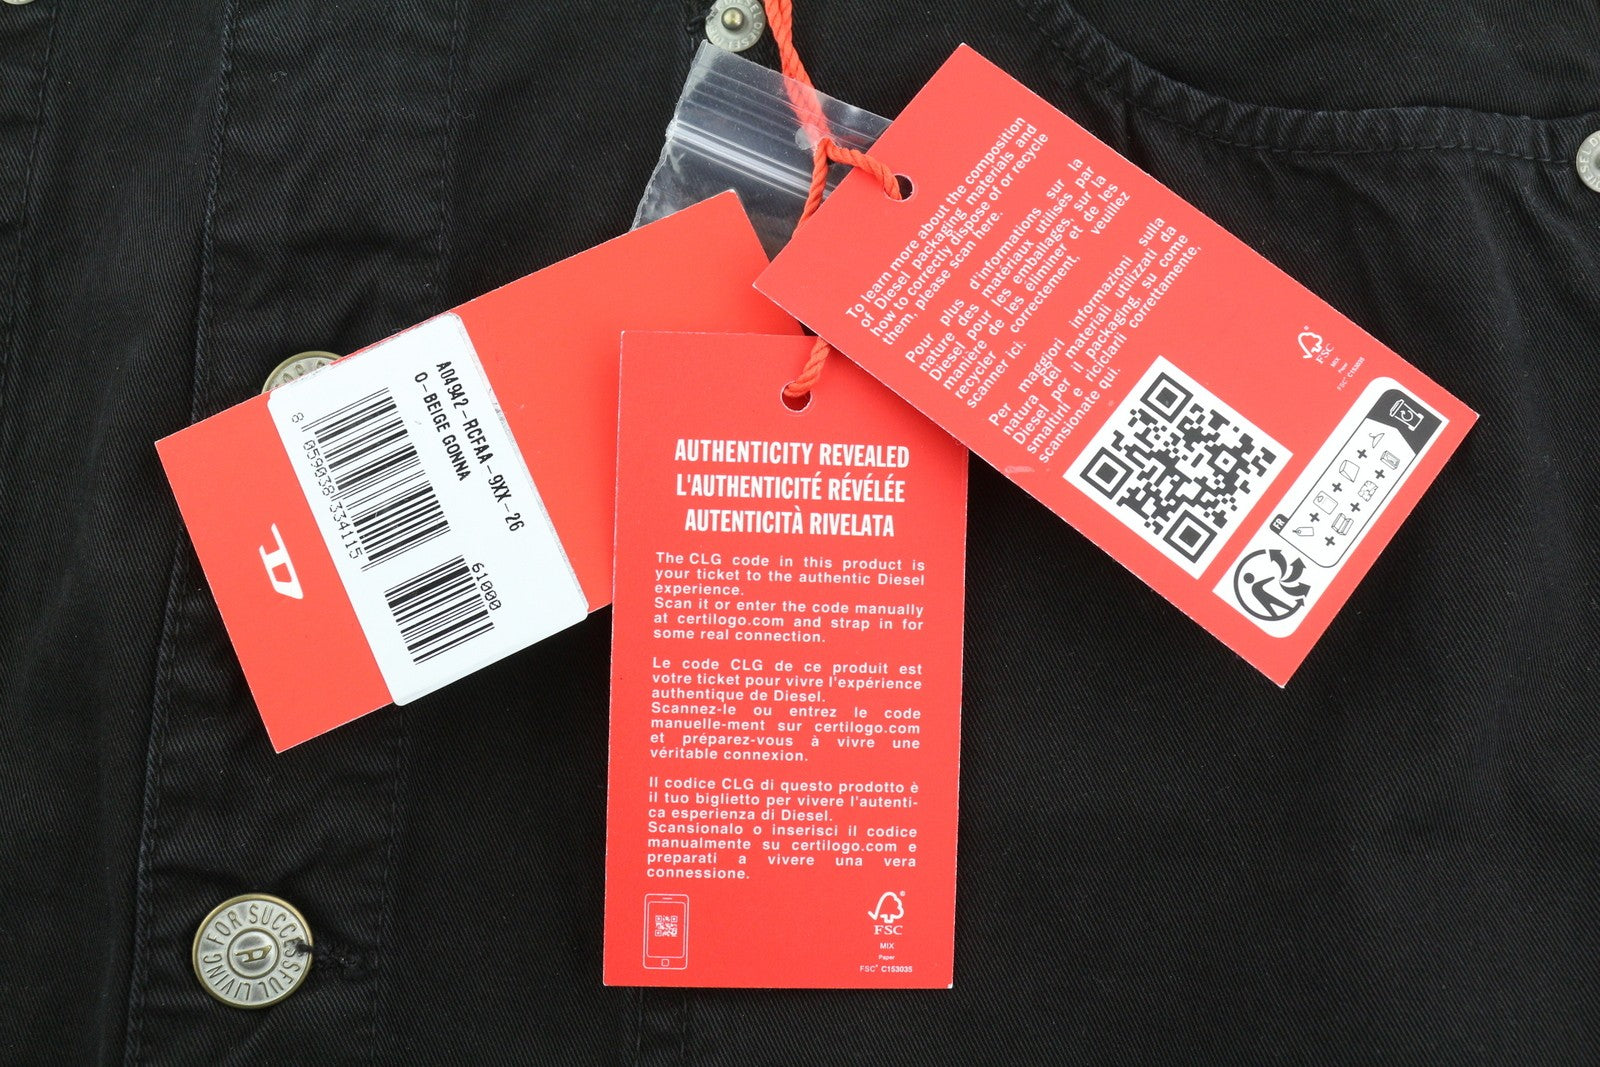 A04942-RCFAA-9XX-26
0-BEIGE GONNA
8 059038 334115
61000
D
AUTHENTICITY REVEALED
L'AUTHENTICITÉ RÉVÉLÉE
AUTENTICITÀ RIVELATA
The CLG code in this product is
your ticket to the authentic Diesel
experience.
Scan it or enter the code manually
at certilogo.com and strap in for
some real connection.
Le code CLG de ce produit est
votre ticket pour vivre l'expérience
authentique de Diesel.
Scannez-le ou entrez le code
manuelle-ment sur certilogo.com
et préparez-vous à vivre une
véritable connexion.
Il codice CLG di questo prodotto è
il tuo biglietto per vivere l'autenti-
ca esperienza di Diesel.
Scansionalo o inserisci il codice
manualmente su certilogo.com e
preparati a vivere una vera
connessione.
FSC
MIX
Paper
FSC® C153035
To learn more about the composition
of Diesel packaging materials and
how to correctly dispose of or recycle
them, please scan here.
Pour plus d'informations sur la
nature des matériaux utilisés par
Diesel pour les emballages, sur la
manière de les éliminer et de les
recycler correctement, veuillez
scanner ici.
Per maggiori informazioni sulla
natura dei materiali utilizzati da
Diesel per il packaging, su come
smaltirli e riciclarli correttamente,
scansionate qui.
FSC
MIX
Paper
FSC® C153035
FR
FOR SUCCESSFUL LIVING